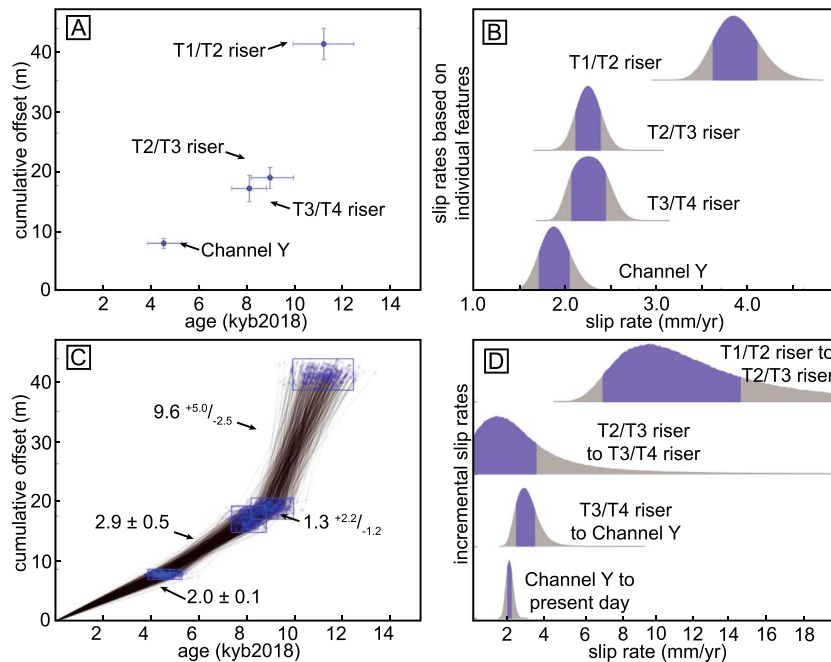 A
cumulative offset (m)
40
30
20
10
0
T1/T2 riser
T2/T3 riser
T3/T4 riser
Channel Y
2 4 6 8 10 12 14
age (kyb2018)
B
slip rates based on
individual features
T1/T2 riser
T2/T3 riser
T3/T4 riser
Channel Y
1.0 2.0 3.0 4.0
slip rate (mm/yr)
C
cumulative offset (m)
40
30
20
10
0
9.6 +5.0/-2.5
2.9 ± 0.5
1.3 +2.2/-1.2
2.0 ± 0.1
2 4 6 8 10 12 14
age (kyb2018)
D
incremental slip rates
T1/T2 riser to
T2/T3 riser
T2/T3 riser
to T3/T4 riser
T3/T4 riser
to Channel Y
Channel Y to
present day
2 4 6 8 10 12 14 16 18
slip rate (mm/yr)